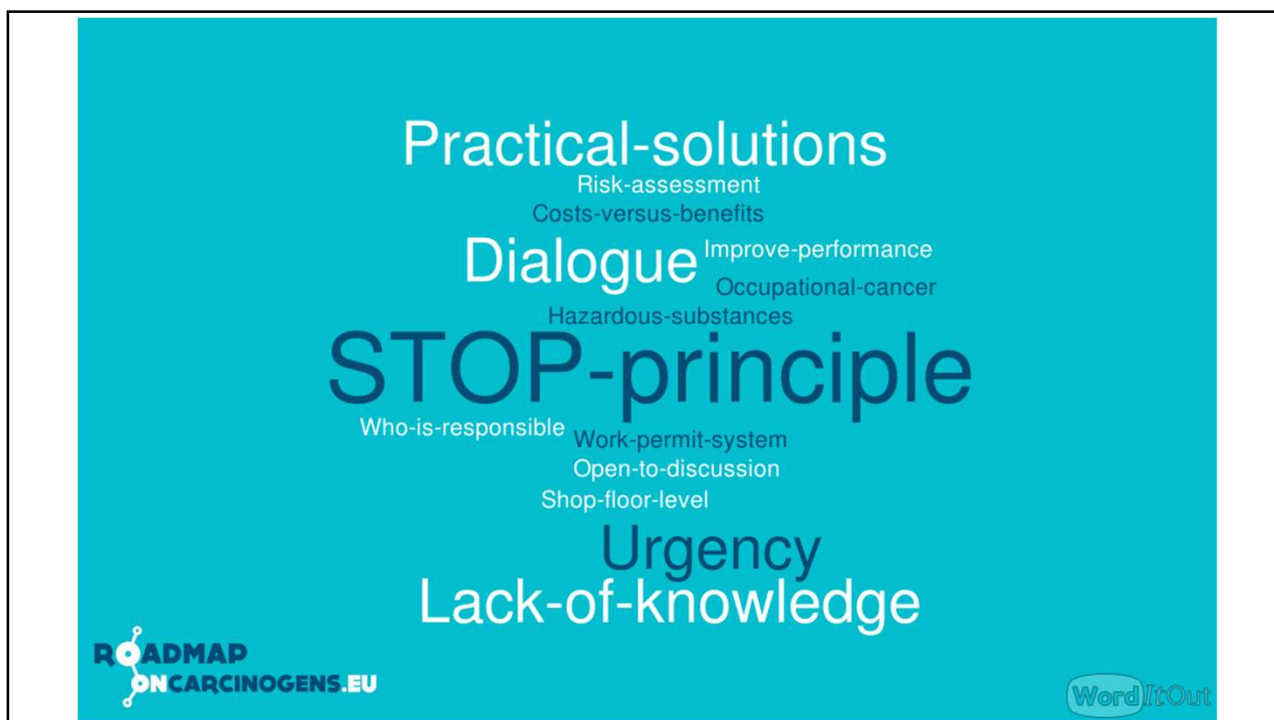 Practical-solutions
Risk-assessment
Costs-versus-benefits
Dialogue Improve-performance
Occupational-cancer
Hazardous-substances
STOP-principle
Who-is-responsible Work-permit-system
Open-to-discussion
Shop-floor-level
Urgency
Lack-of-knowledge
ROADMAP
ONCARCINOGENS.EU
WordItOut